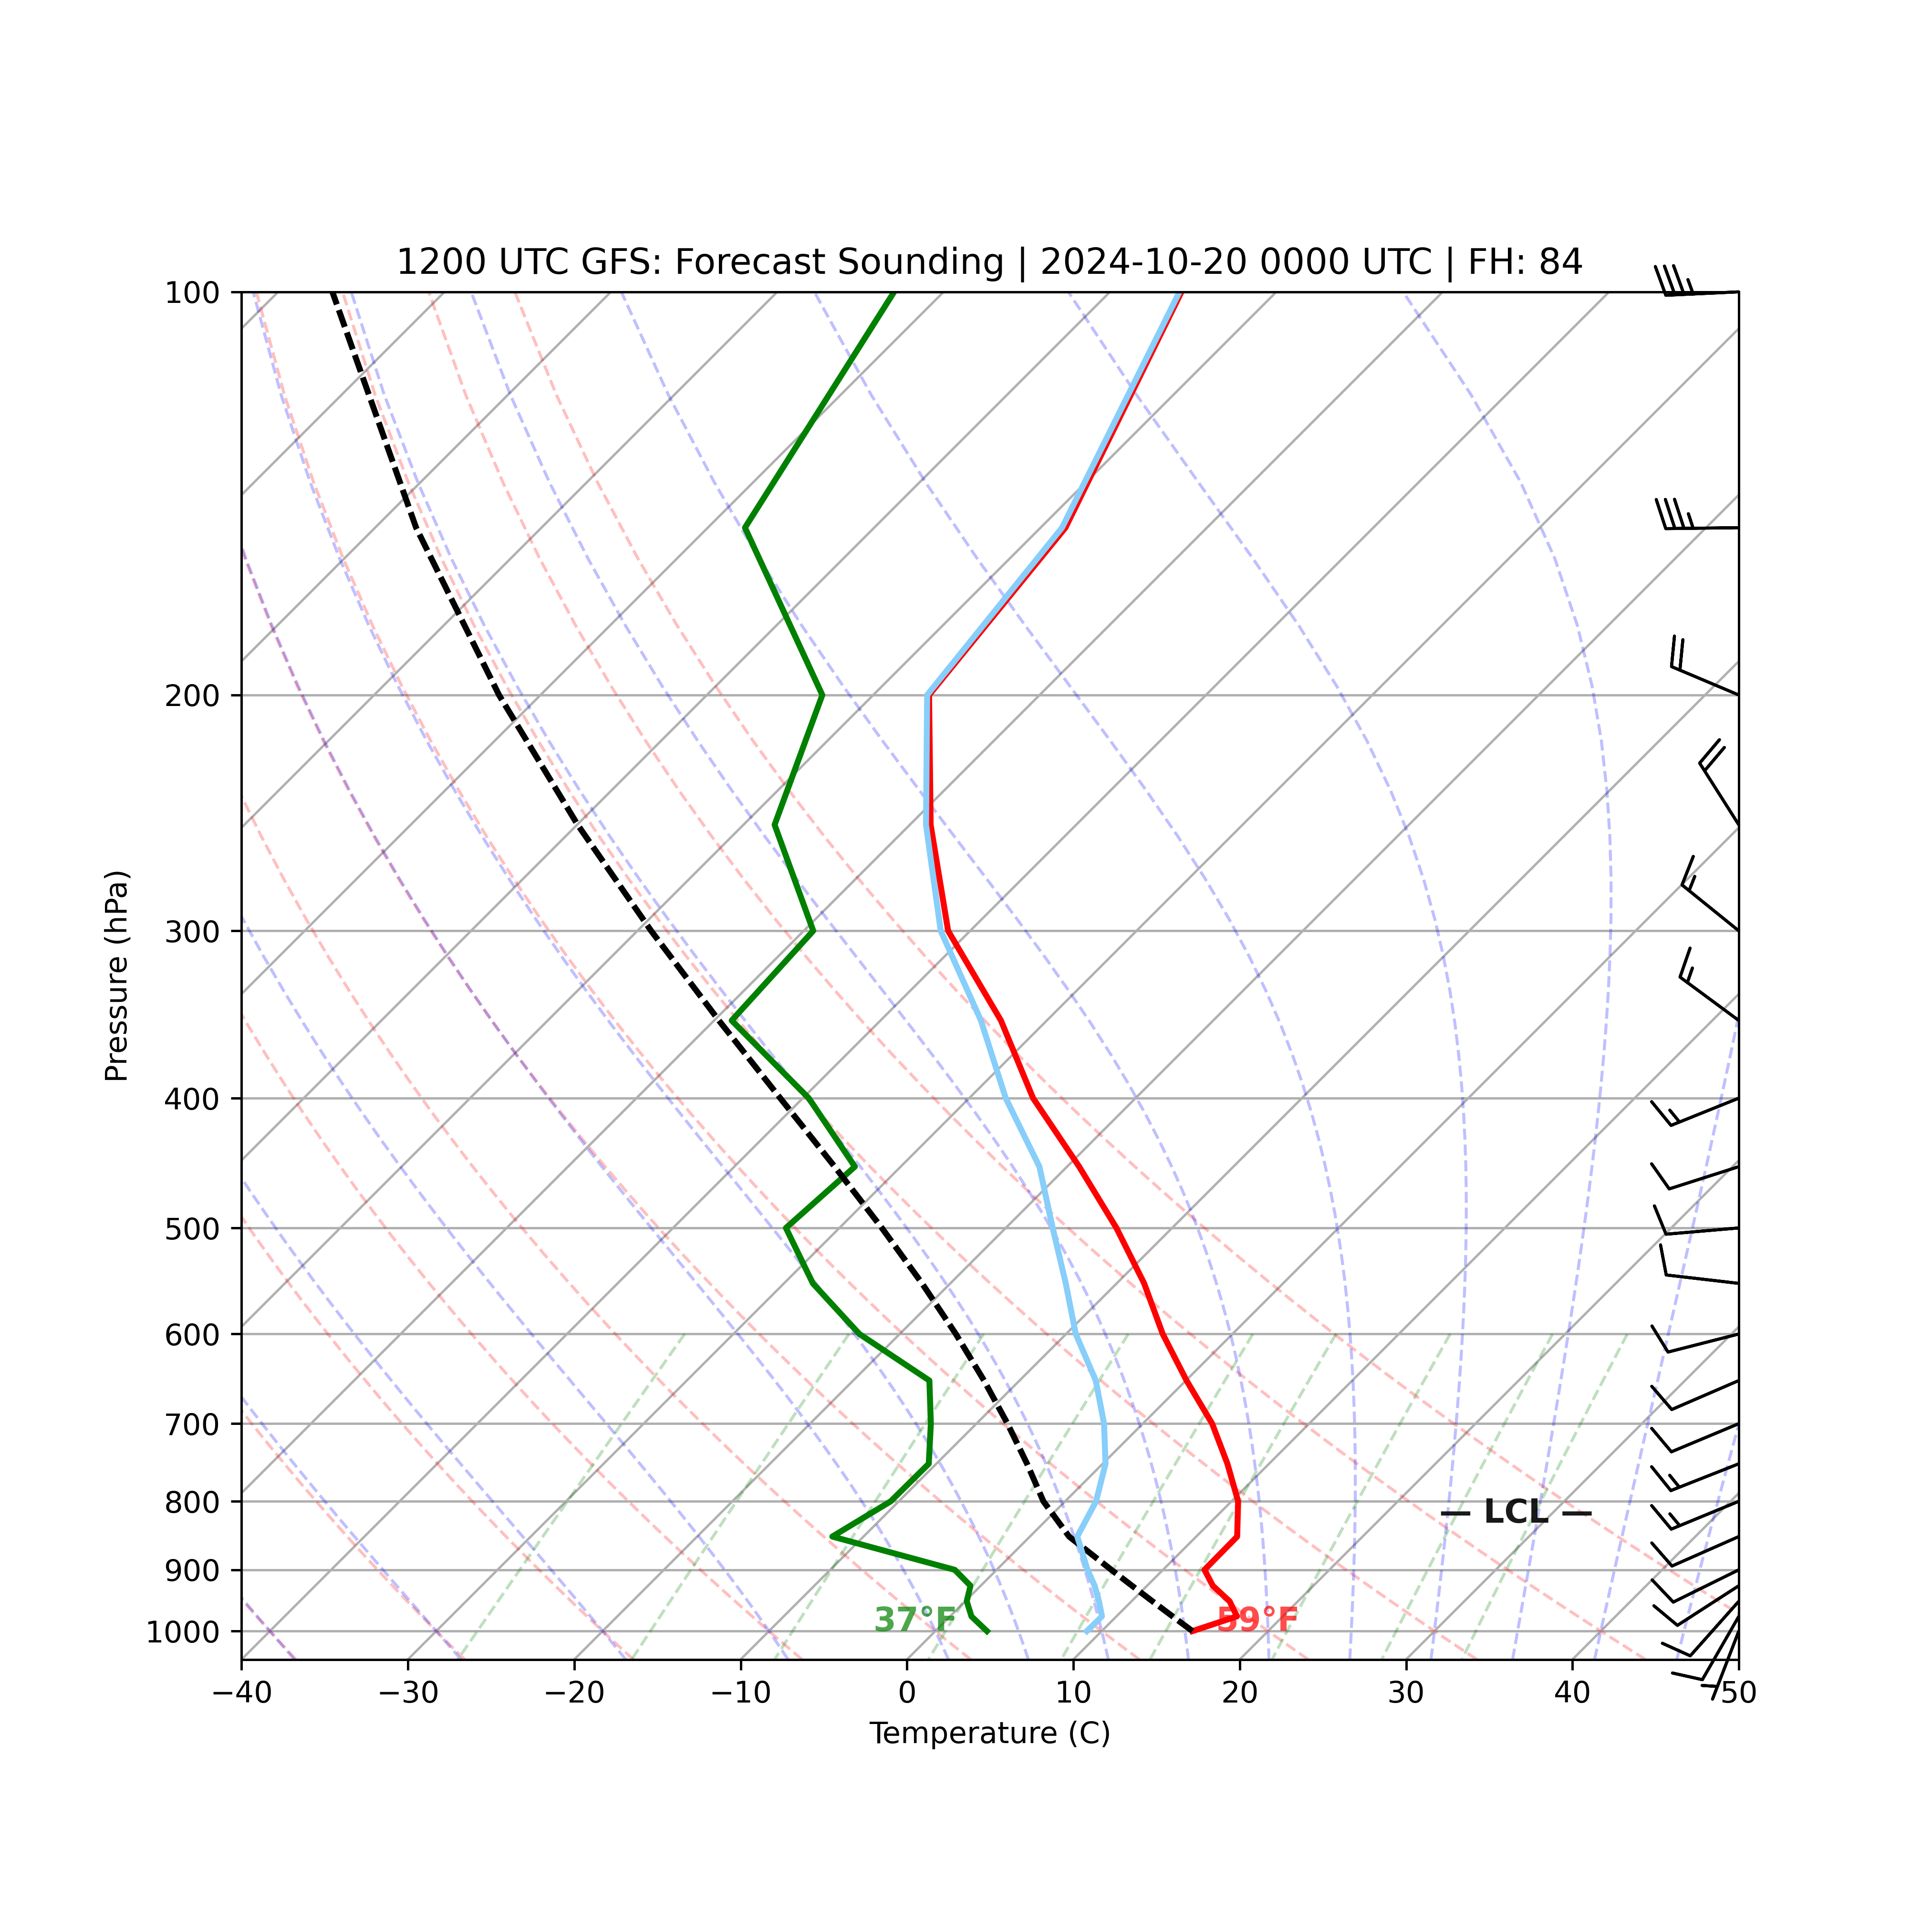 1200 UTC GFS: Forecast Sounding | 2024-10-20 0000 UTC | FH: 84
100
200
300
400
500
600
700
800
900
1000
Pressure (hPa)
— LCL —
37°F
59°F
−40 −30 −20 −10 0 10 20 30 40 50
Temperature (C)